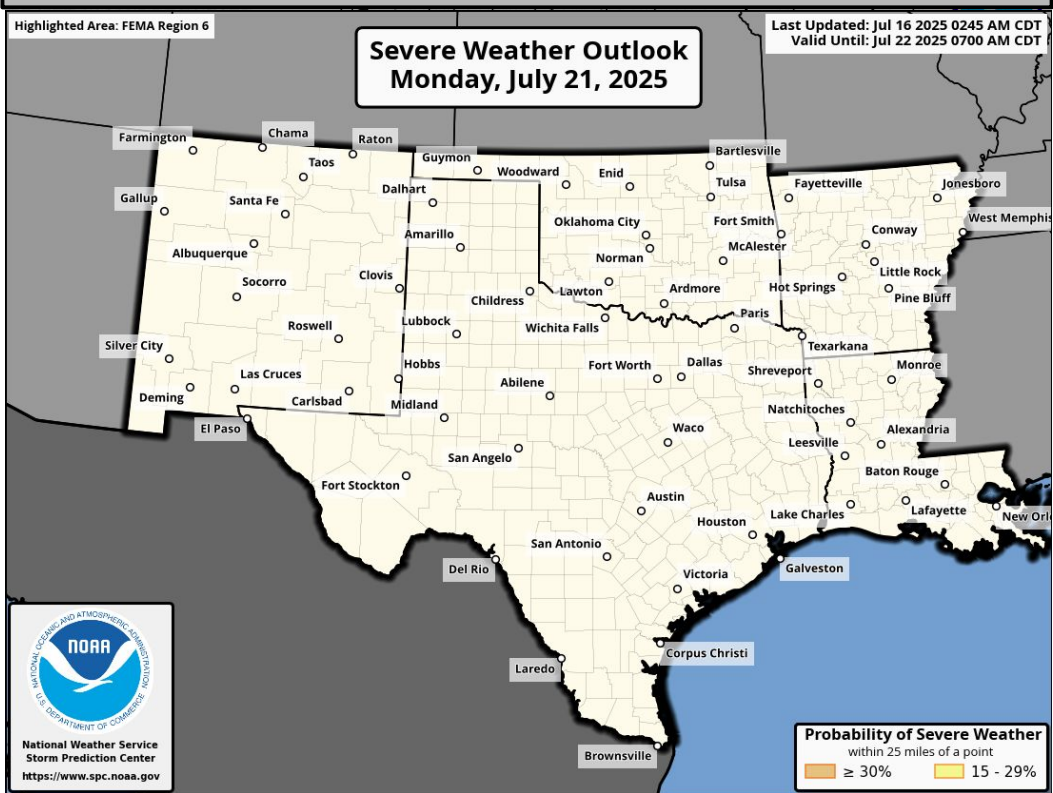 Highlighted Area: FEMA Region 6
Severe Weather Outlook
Monday, July 21, 2025
Last Updated: Jul 16 2025 0245 AM CDT
Valid Until: Jul 22 2025 0700 AM CDT
Farmington
Chama
Raton
Taos
Gallup
Santa Fe
Albuquerque
Socorro
Clovis
Roswell
Silver City
Las Cruces
Deming
Carlsbad
Hobbs
Guymon
Woodward
Enid
Bartlesville
Tulsa
Dalhart
Amarillo
Oklahoma City
Norman
Fort Smith
McAlester
Lawton
Ardmore
Childress
Lubbock
Wichita Falls
Paris
Fayetteville
Jonesboro
West Memphis
Conway
Little Rock
Hot Springs
Pine Bluff
Texarkana
Fort Worth
Dallas
Shreveport
Monroe
Abilene
Midland
El Paso
Natchitoches
Waco
Leesville
Alexandria
San Angelo
Fort Stockton
Baton Rouge
Austin
Lake Charles
Lafayette
New Orl
Houston
San Antonio
Del Rio
Galveston
Victoria
Laredo
Corpus Christi
Brownsville
NATIONAL OCEANIC AND ATMOSPHERIC ADMINISTRATION
NOAA
U.S. DEPARTMENT OF COMMERCE
National Weather Service
Storm Prediction Center
https://www.spc.noaa.gov
Probability of Severe Weather
within 25 miles of a point
≥ 30%
15 - 29%